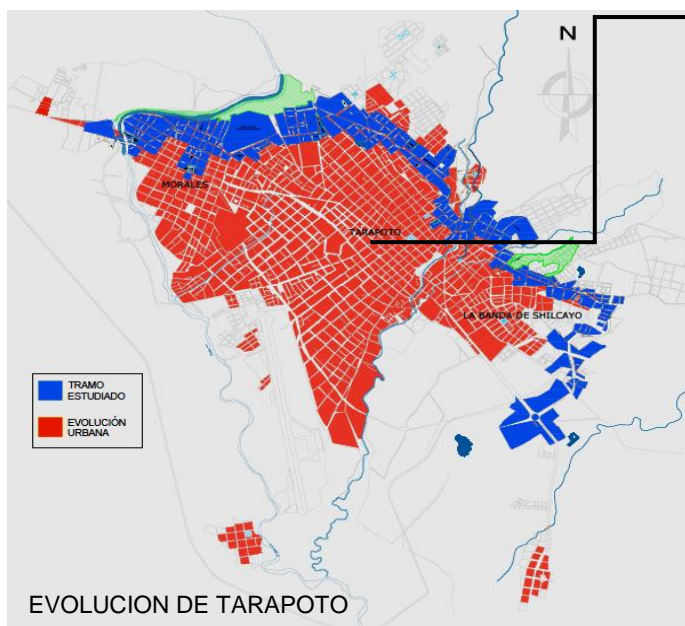 N
MORALES
TARAPOTO
LA BANDA DE SHILCAYO
TRAMO
ESTUDIADO
EVOLUCIÓN
URBANA
EVOLUCION DE TARAPOTO